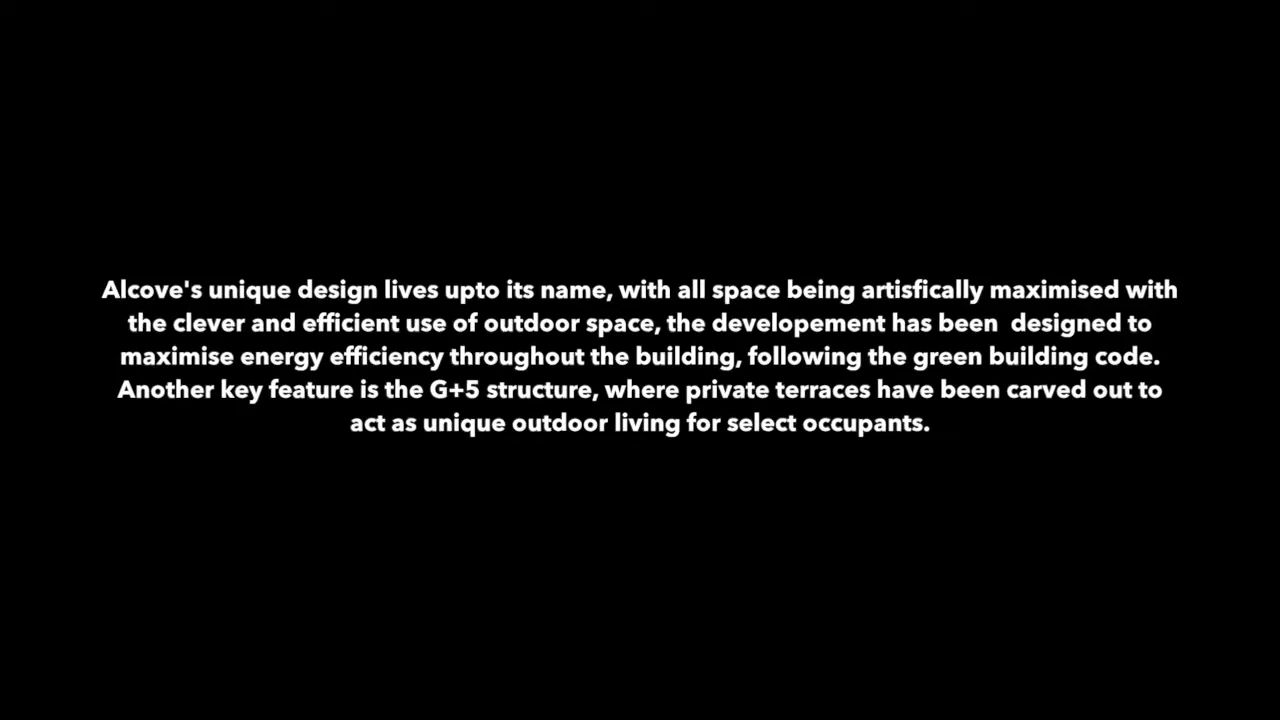 Alcove's unique design lives upto its name, with all space being artisfically maximised with
the clever and efficient use of outdoor space, the developement has been  designed to
maximise energy efficiency throughout the building, following the green building code.
Another key feature is the G+5 structure, where private terraces have been carved out to
act as unique outdoor living for select occupants.